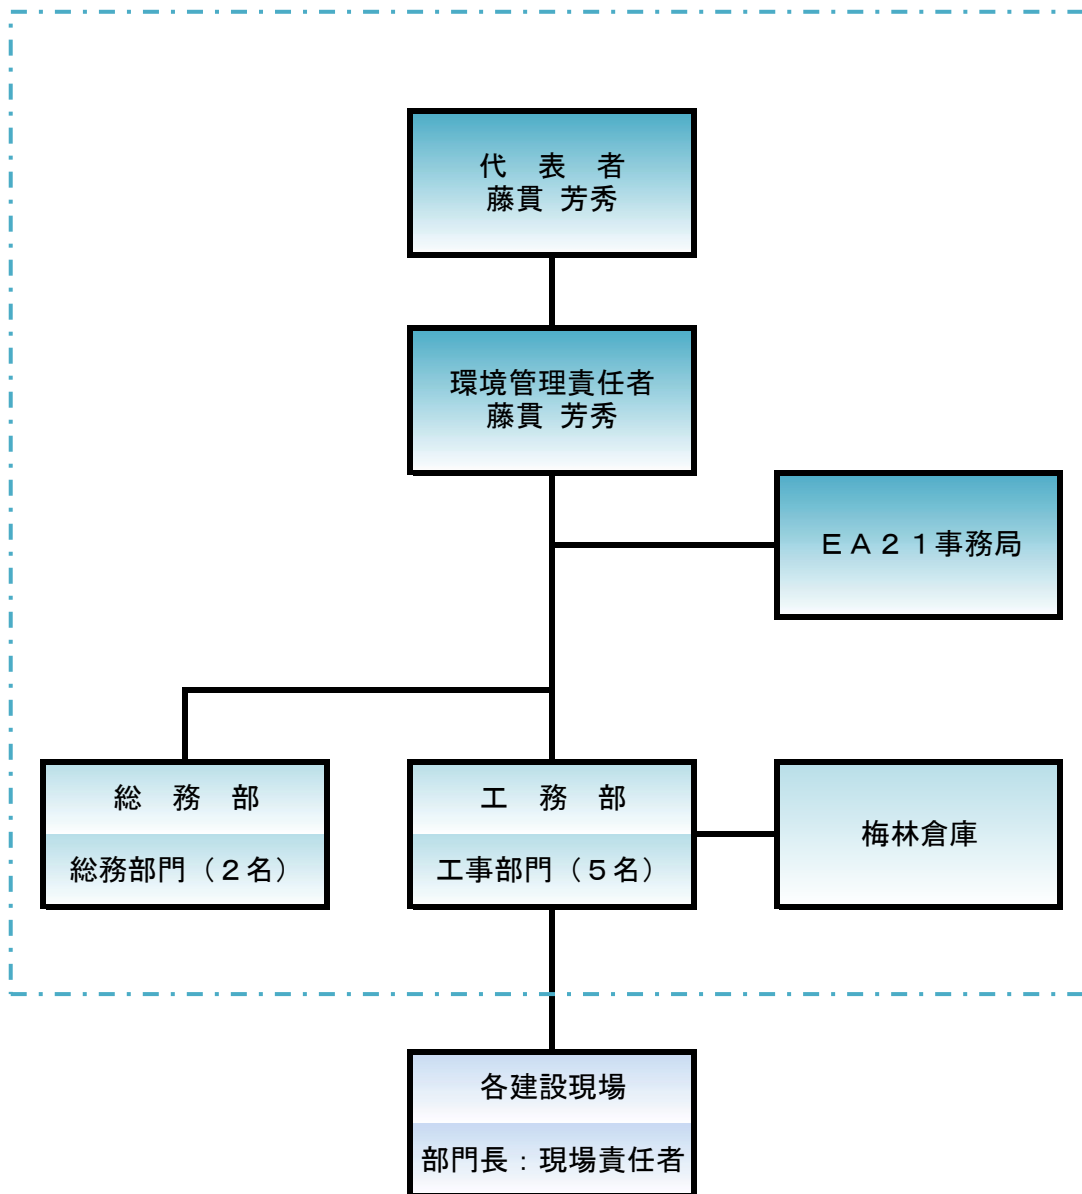 代　表　者
藤貫 芳秀
環境管理責任者
藤貫 芳秀
ＥＡ２１事務局
総　務　部
総務部門（２名）
工　務　部
工事部門（５名）
梅林倉庫
各建設現場
部門長：現場責任者